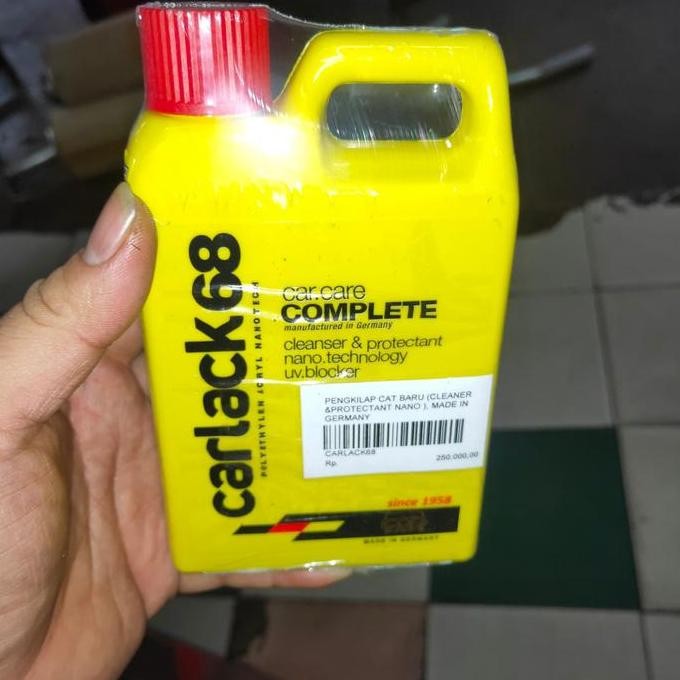 carlack68
POLYETHYLEN ACRYL NANOTECH
car.care
COMPLETE
manufactured in Germany
cleanser & protectant
nano.technology
uv.blocker
PENGKILAP CAT BARU (CLEANER
&PROTECTANT NANO ), MADE IN
GERMANY
CARLACK68
Rp. 250.000,00
since 1958
MADE IN GERMANY